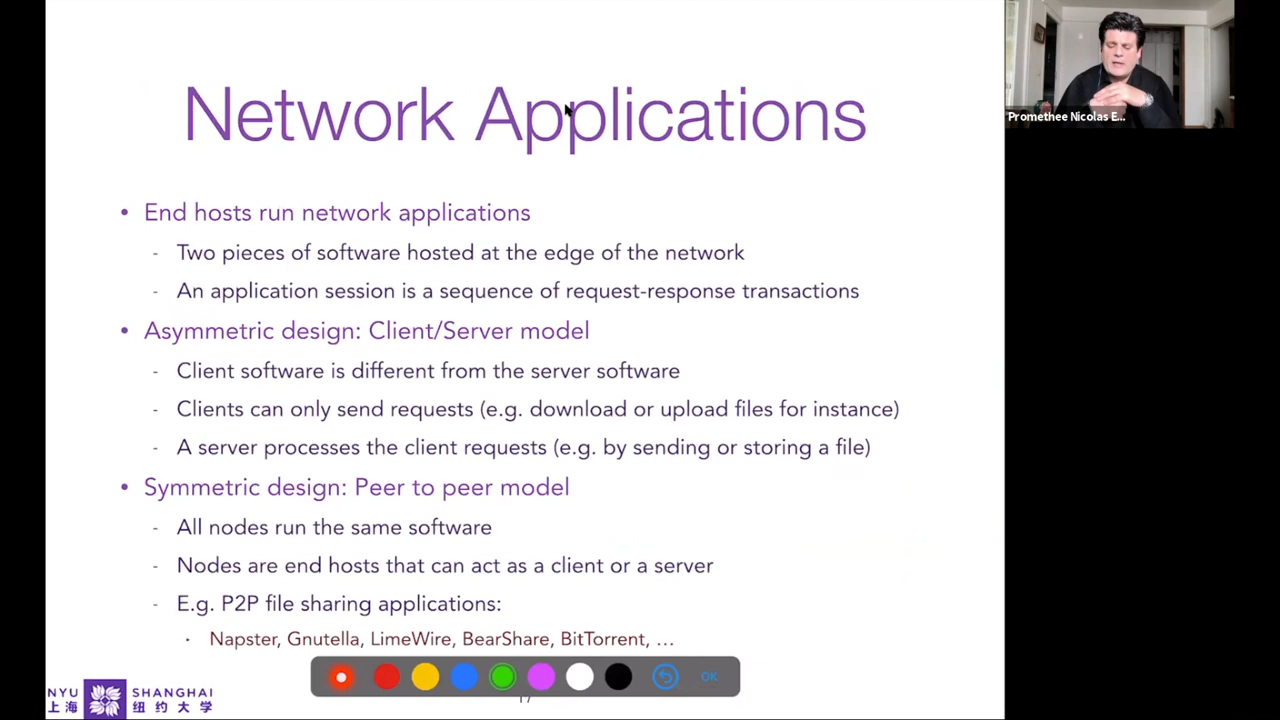 Network Applications
• End hosts run network applications
- Two pieces of software hosted at the edge of the network
- An application session is a sequence of request-response transactions
• Asymmetric design: Client/Server model
- Client software is different from the server software
- Clients can only send requests (e.g. download or upload files for instance)
- A server processes the client requests (e.g. by sending or storing a file)
• Symmetric design: Peer to peer model
- All nodes run the same software
- Nodes are end hosts that can act as a client or a server
- E.g. P2P file sharing applications:
· Napster, Gnutella, LimeWire, BearShare, BitTorrent, …
OK
17
NYU SHANGHAI
上海 纽约大学
Promethee Nicolas E...